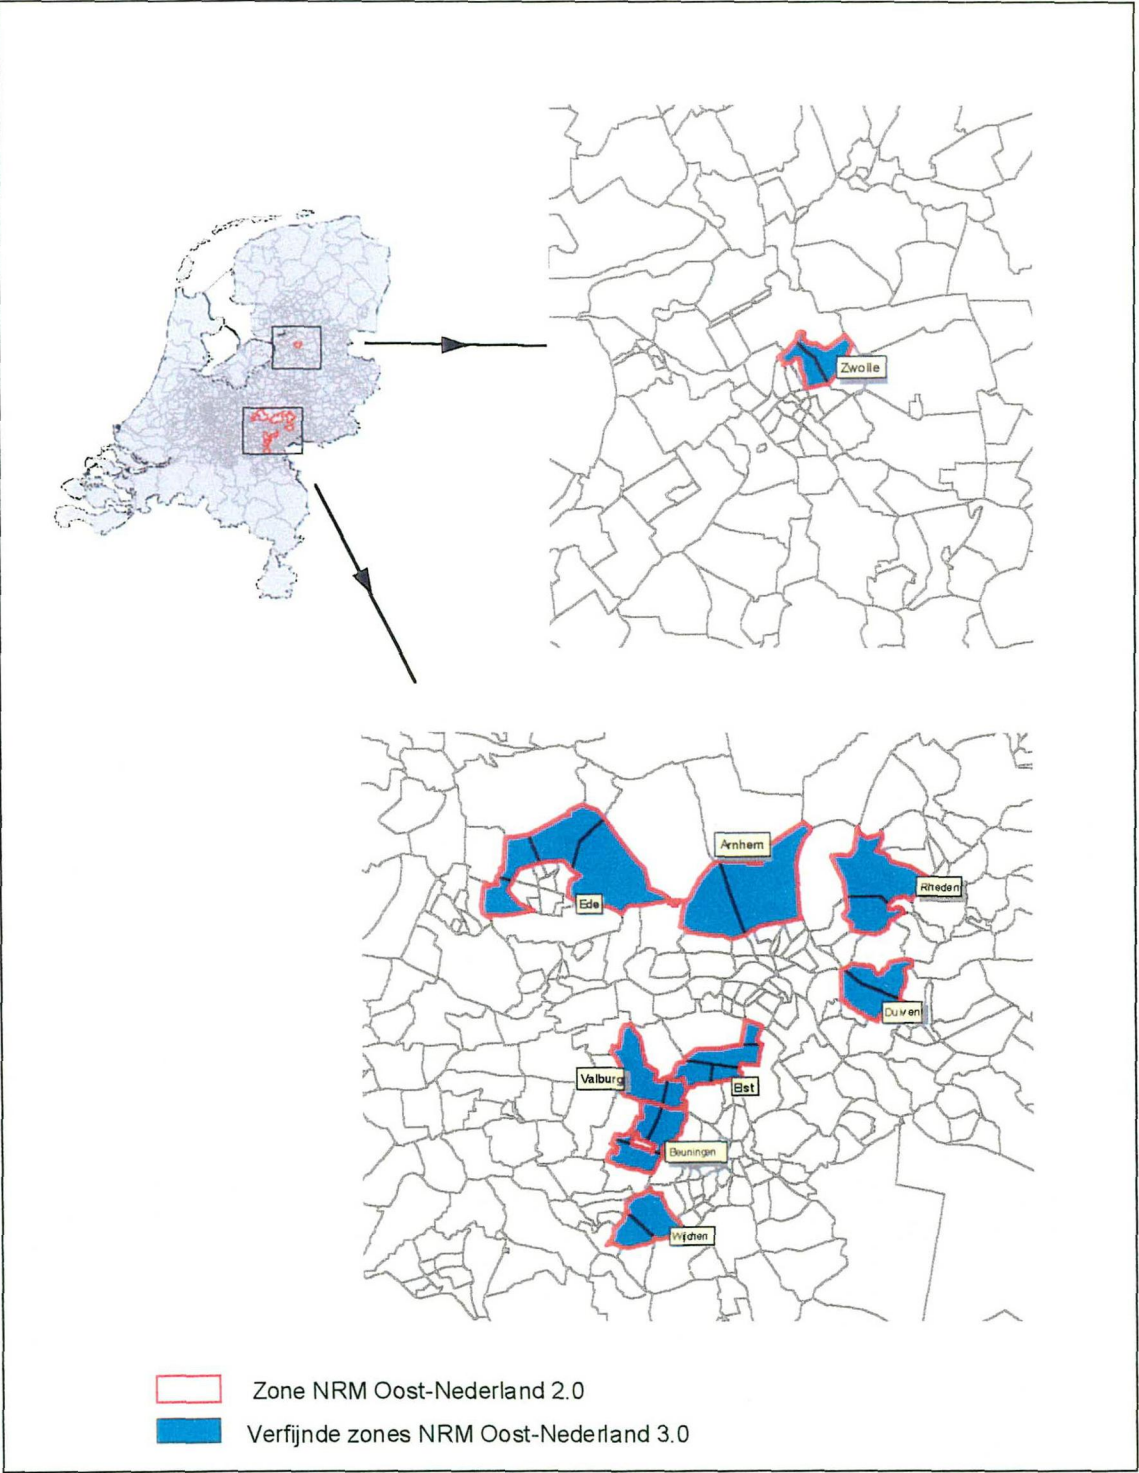 Zwolle
Arnhem
Rheden
Ede
Duiven
Valburg
Elst
Beuningen
Wijchen
Zone NRM Oost-Nederland 2.0
Verfijnde zones NRM Oost-Nederland 3.0